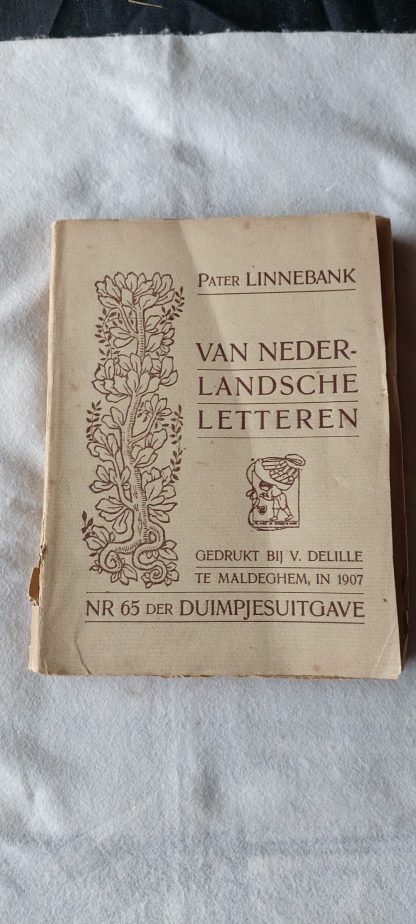 PATER LINNEBANK
VAN NEDER-
LANDSCHE
LETTEREN
GEDRUKT BIJ V. DELILLE
TE MALDEGHEM, IN 1907
NR 65 DER DUIMPJESUITGAVE